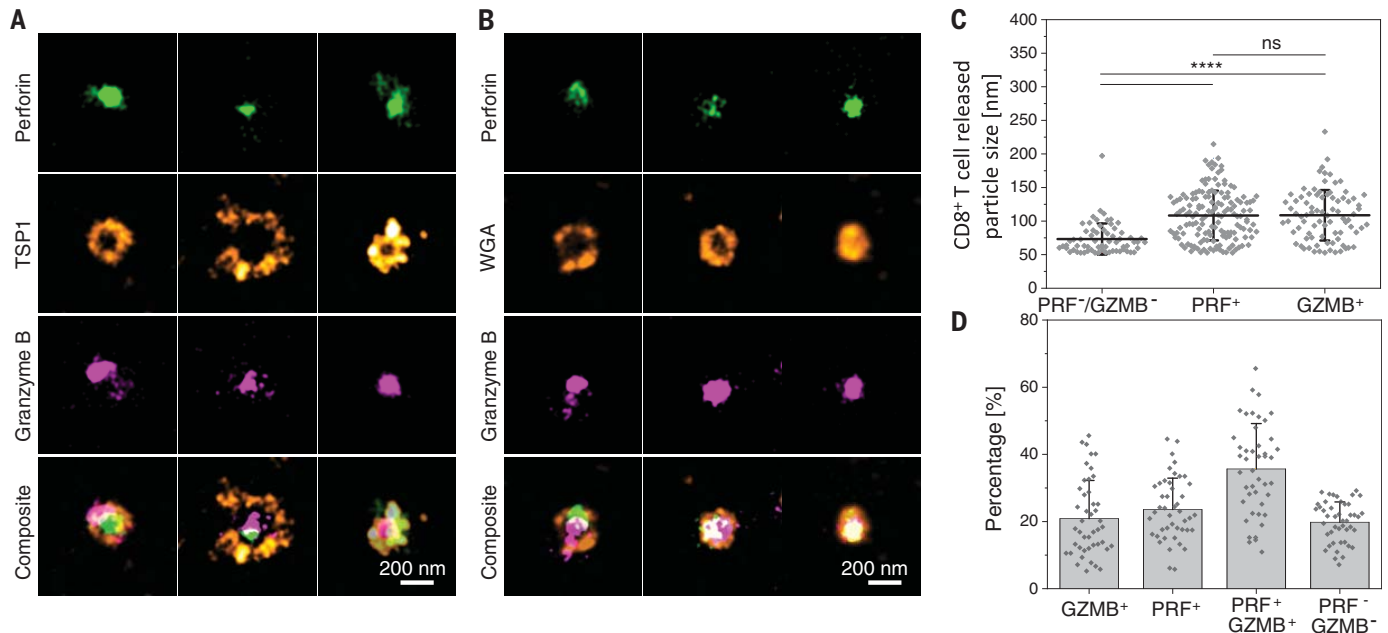 A
Perforin
TSP1
Granzyme B
Composite
200 nm
B
Perforin
WGA
Granzyme B
Composite
200 nm
C
CD8⁺ T cell released
particle size [nm]
400
350
300
250
200
150
100
50
0
ns
****
PRF⁻/GZMB⁻
PRF⁺
GZMB⁺
D
Percentage [%]
80
60
40
20
0
GZMB⁺
PRF⁺
PRF⁺
GZMB⁺
PRF⁻
GZMB⁻